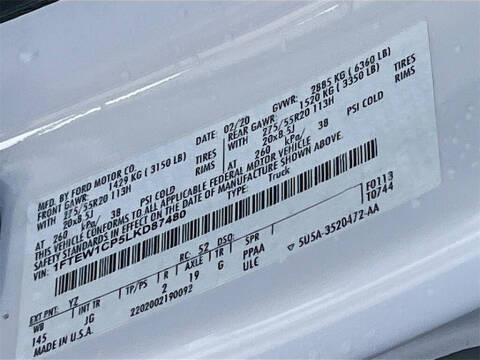 MFD. BY FORD MOTOR CO.
DATE: 02/20 GVWR: 2885 KG ( 6360 LB)
FRONT GAWR: 1429 KG ( 3150 LB) REAR GAWR: 1520 KG ( 3350 LB)
275/55R20 113H TIRES 275/55R20 113H TIRES
20x8.5J RIMS 20x8.5J RIMS
AT 260 kPa/ 38 PSI COLD AT 260 kPa/ 38 PSI COLD
THIS VEHICLE CONFORMS TO ALL APPLICABLE FEDERAL MOTOR VEHICLE
SAFETY STANDARDS IN EFFECT ON THE DATE OF MANUFACTURE SHOWN ABOVE.
1FTEW1CP5LKD87480 TYPE: Truck
F0113
T0744
EXT PNT: YZ RC: 52 DSO:
WB INT TR TP/PS R AXLE TR SPR
145 JG 2 19 G PPAA 5U5A-3520472-AA
MADE IN U.S.A. 2202002190092 ULC